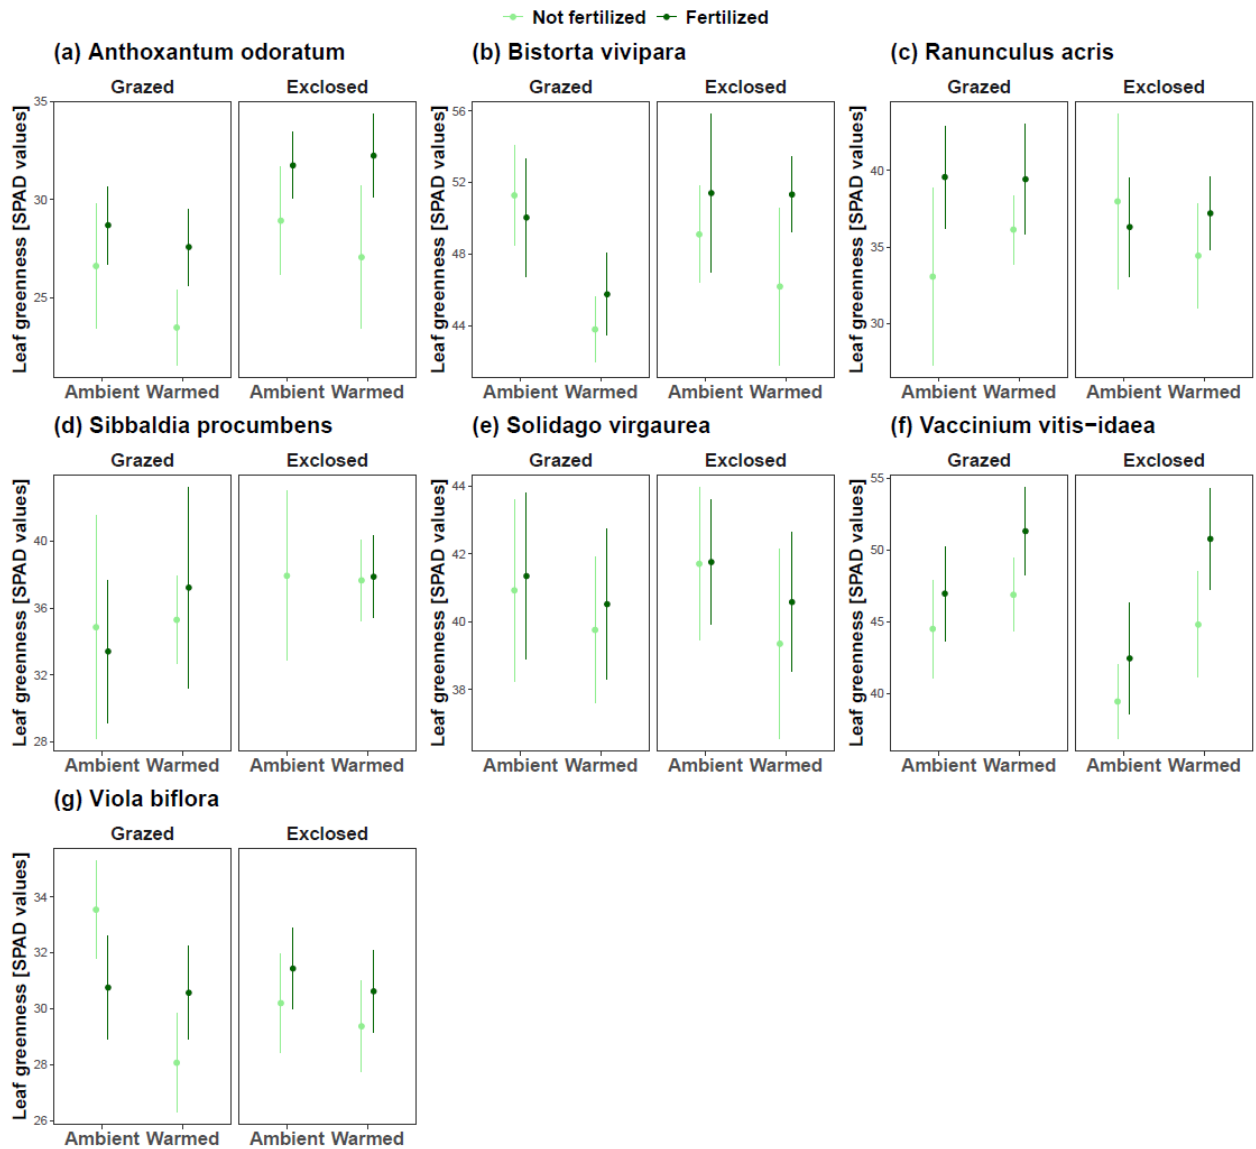 Not fertilized Fertilized
(a) Anthoxantum odoratum
Grazed Exclosed
Leaf greenness [SPAD values]
35
30
25
Ambient Warmed Ambient Warmed
(b) Bistorta vivipara
Grazed Exclosed
Leaf greenness [SPAD values]
56
52
48
44
Ambient Warmed Ambient Warmed
(c) Ranunculus acris
Grazed Exclosed
Leaf greenness [SPAD values]
40
35
30
Ambient Warmed Ambient Warmed
(d) Sibbaldia procumbens
Grazed Exclosed
Leaf greenness [SPAD values]
40
36
32
28
Ambient Warmed Ambient Warmed
(e) Solidago virgaurea
Grazed Exclosed
Leaf greenness [SPAD values]
44
42
40
38
Ambient Warmed Ambient Warmed
(f) Vaccinium vitis−idaea
Grazed Exclosed
Leaf greenness [SPAD values]
55
50
45
40
Ambient Warmed Ambient Warmed
(g) Viola biflora
Grazed Exclosed
Leaf greenness [SPAD values]
34
32
30
28
26
Ambient Warmed Ambient Warmed